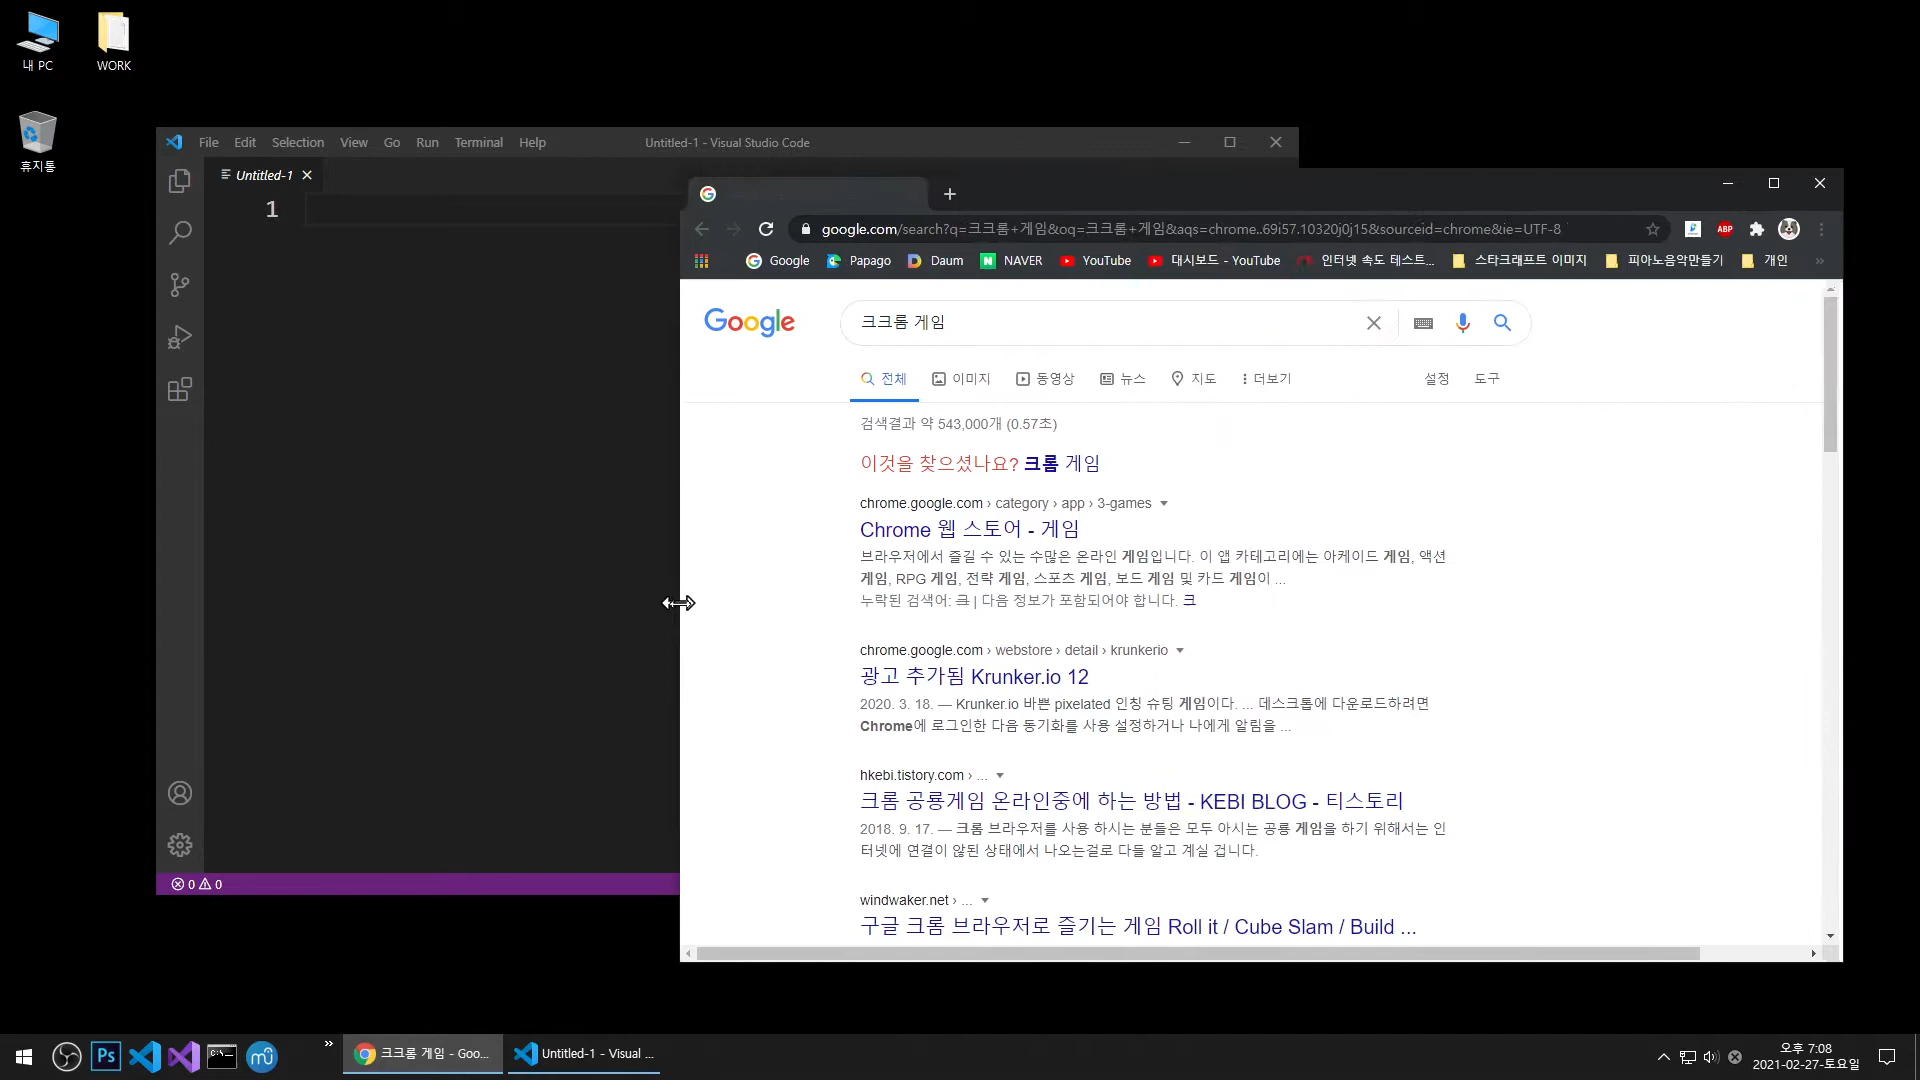 내 PC
WORK
휴지통
File Edit Selection View Go Run Terminal Help
Untitled-1 - Visual Studio Code
Untitled-1
1
0 0
google.com/search?q=크크롬+게임&oq=크크롬+게임&aqs=chrome..69i57.10320j0j15&sourceid=chrome&ie=UTF-8
ABP
Google Papago Daum NAVER YouTube 대시보드 - YouTube 인터넷 속도 테스트... 스타크래프트 이미지 피아노음악만들기 개인 »
Google
크크롬 게임
전체 이미지 동영상 뉴스 지도 더보기 설정 도구
검색결과 약 543,000개 (0.57초)
이것을 찾으셨나요? 크롬 게임
chrome.google.com › category › app › 3-games
Chrome 웹 스토어 - 게임
브라우저에서 즐길 수 있는 수많은 온라인 게임입니다. 이 앱 카테고리에는 아케이드 게임, 액션
게임, RPG 게임, 전략 게임, 스포츠 게임, 보드 게임 및 카드 게임이 ...
누락된 검색어: 크 | 다음 정보가 포함되어야 합니다. 크
chrome.google.com › webstore › detail › krunkerio
광고 추가됨 Krunker.io 12
2020. 3. 18. — Krunker.io 바쁜 pixelated 인칭 슈팅 게임이다. ... 데스크톱에 다운로드하려면
Chrome에 로그인한 다음 동기화를 사용 설정하거나 나에게 알림을 ...
hkebi.tistory.com › ...
크롬 공룡게임 온라인중에 하는 방법 - KEBI BLOG - 티스토리
2018. 9. 17. — 크롬 브라우저를 사용 하시는 분들은 모두 아시는 공룡 게임을 하기 위해서는 인
터넷에 연결이 않된 상태에서 나오는걸로 다들 알고 계실 겁니다.
windwaker.net › ...
구글 크롬 브라우저로 즐기는 게임 Roll it / Cube Slam / Build ...
Ps
»
크크롬 게임 - Goo...
Untitled-1 - Visual ...
오후 7:08
2021-02-27-토요일